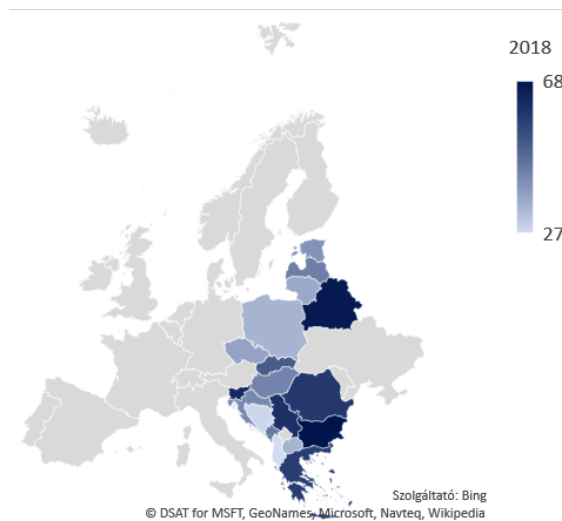 2018
68
27
Szolgáltató: Bing
© DSAT for MSFT, GeoNames, Microsoft, Navteq, Wikipedia